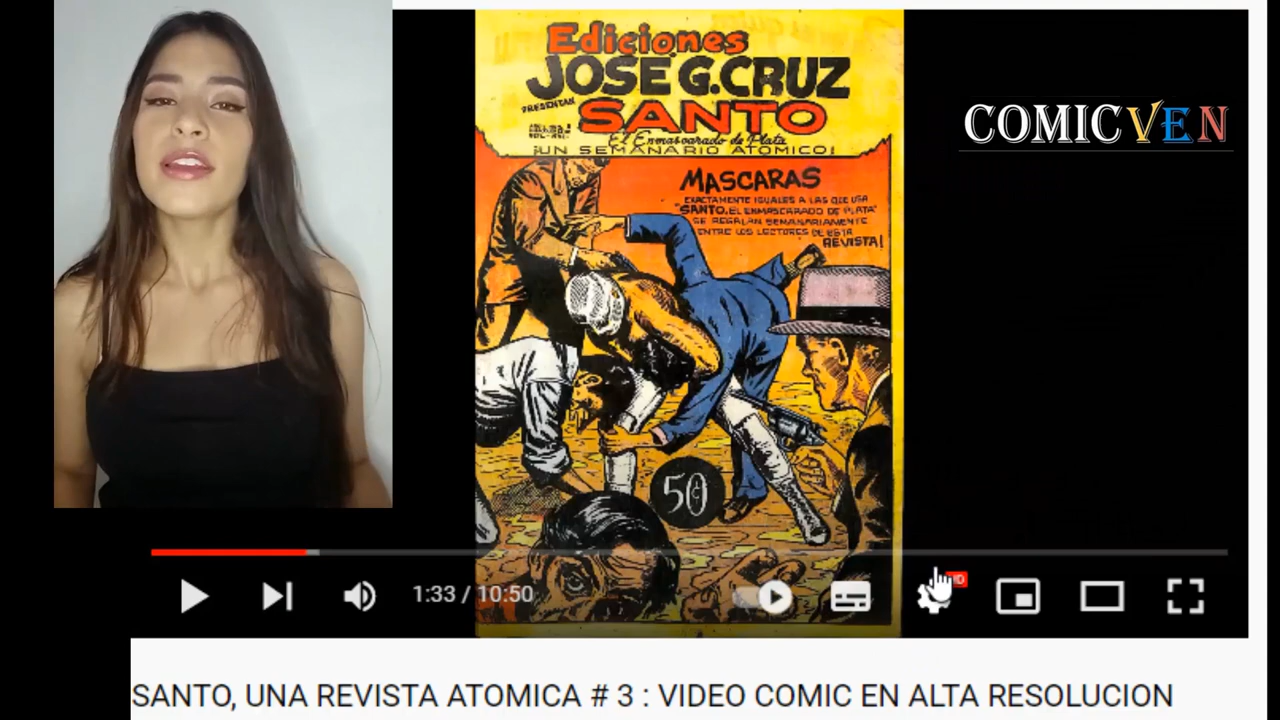 Ediciones
JOSE G. CRUZ
PRESENTAN
SANTO
El Enmascarado de Plata
¡UN SEMANARIO ATOMICO!
COMICVEN
MASCARAS
EXACTAMENTE IGUALES A LAS QUE USA
"SANTO, EL ENMASCARADO DE PLATA"
SE REGALAN SEMANARIAMENTE
ENTRE LOS LECTORES DE ESTA
REVISTA!
50
1:33 / 10:50
HD
SANTO, UNA REVISTA ATOMICA # 3 : VIDEO COMIC EN ALTA RESOLUCION